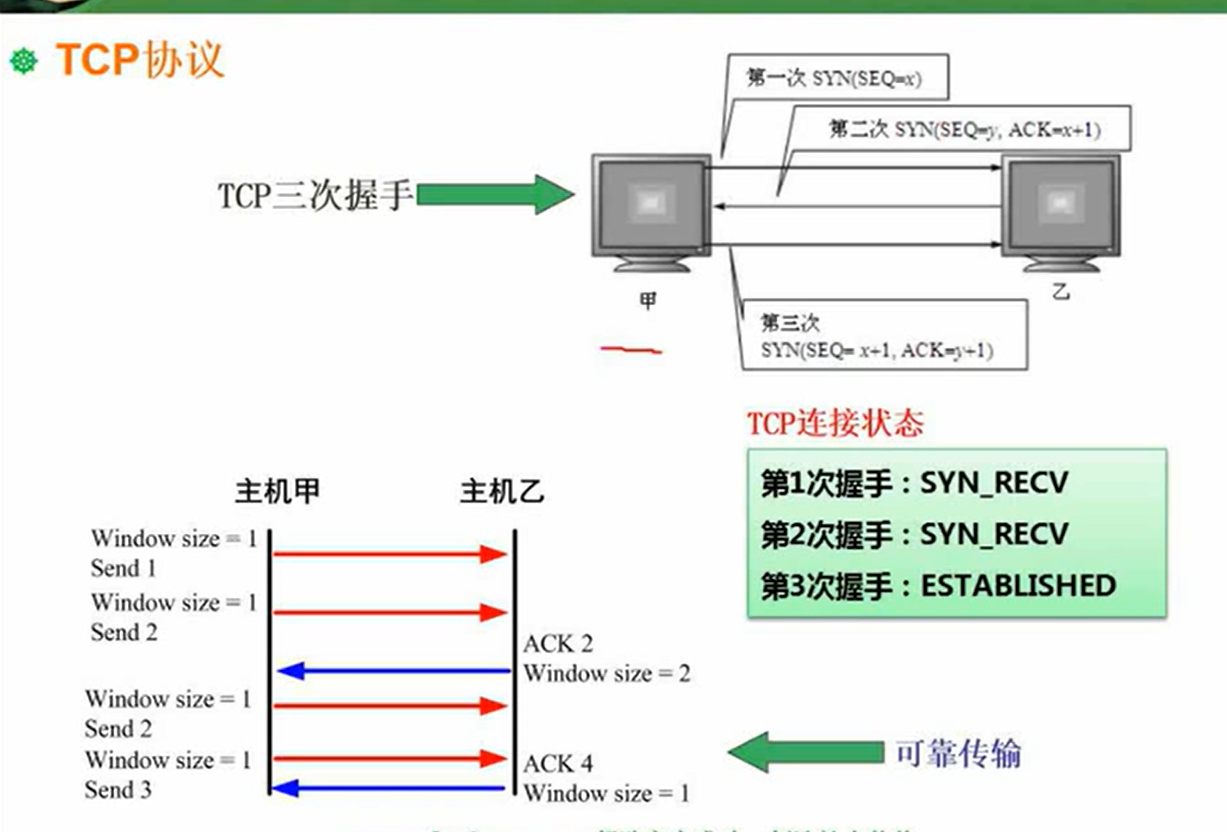 TCP协议
第一次 SYN(SEQ=x)
第二次 SYN(SEQ=y, ACK=x+1)
TCP三次握手
甲
乙
第三次
SYN(SEQ= x+1, ACK=y+1)
TCP连接状态
第1次握手：SYN_RECV
第2次握手：SYN_RECV
第3次握手：ESTABLISHED
主机甲
主机乙
Window size = 1
Send 1
Window size = 1
Send 2
ACK 2
Window size = 2
Window size = 1
Send 2
Window size = 1
Send 3
ACK 4
Window size = 1
可靠传输